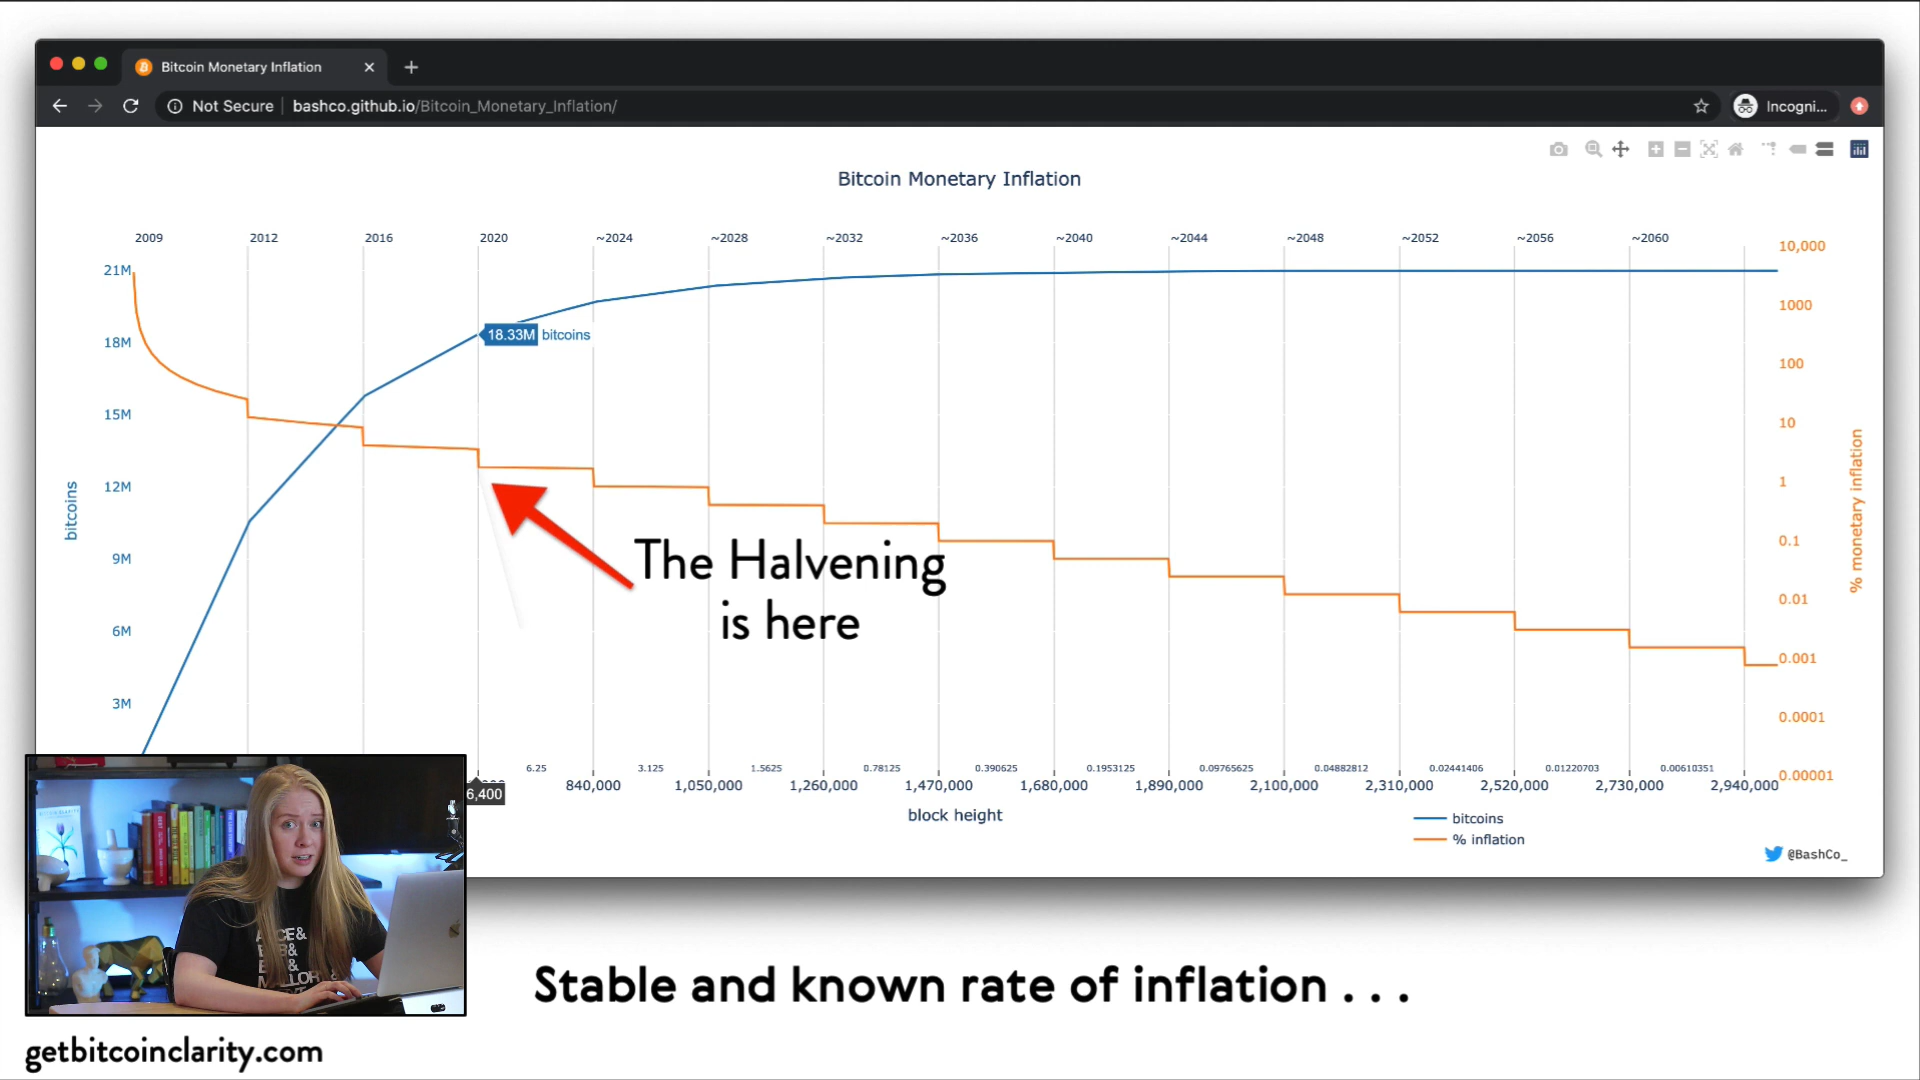 Bitcoin Monetary Inflation
Not Secure bashco.github.io/Bitcoin_Monetary_Inflation/ Incogni...
Bitcoin Monetary Inflation
2009 2012 2016 2020 ~2024 ~2028 ~2032 ~2036 ~2040 ~2044 ~2048 ~2052 ~2056 ~2060
21M
18M
15M
12M
9M
6M
3M
bitcoins
18.33M bitcoins
The Halvening
is here
10,000
1000
100
10
1
0.1
0.01
0.001
0.0001
0.00001
% monetary inflation
6.25 3.125 1.5625 0.78125 0.390625 0.1953125 0.09765625 0.04882812 0.02441406 0.01220703 0.00610351
6,400 840,000 1,050,000 1,260,000 1,470,000 1,680,000 1,890,000 2,100,000 2,310,000 2,520,000 2,730,000 2,940,000
block height
bitcoins
% inflation
@BashCo_
Stable and known rate of inflation . . .
getbitcoinclarity.com